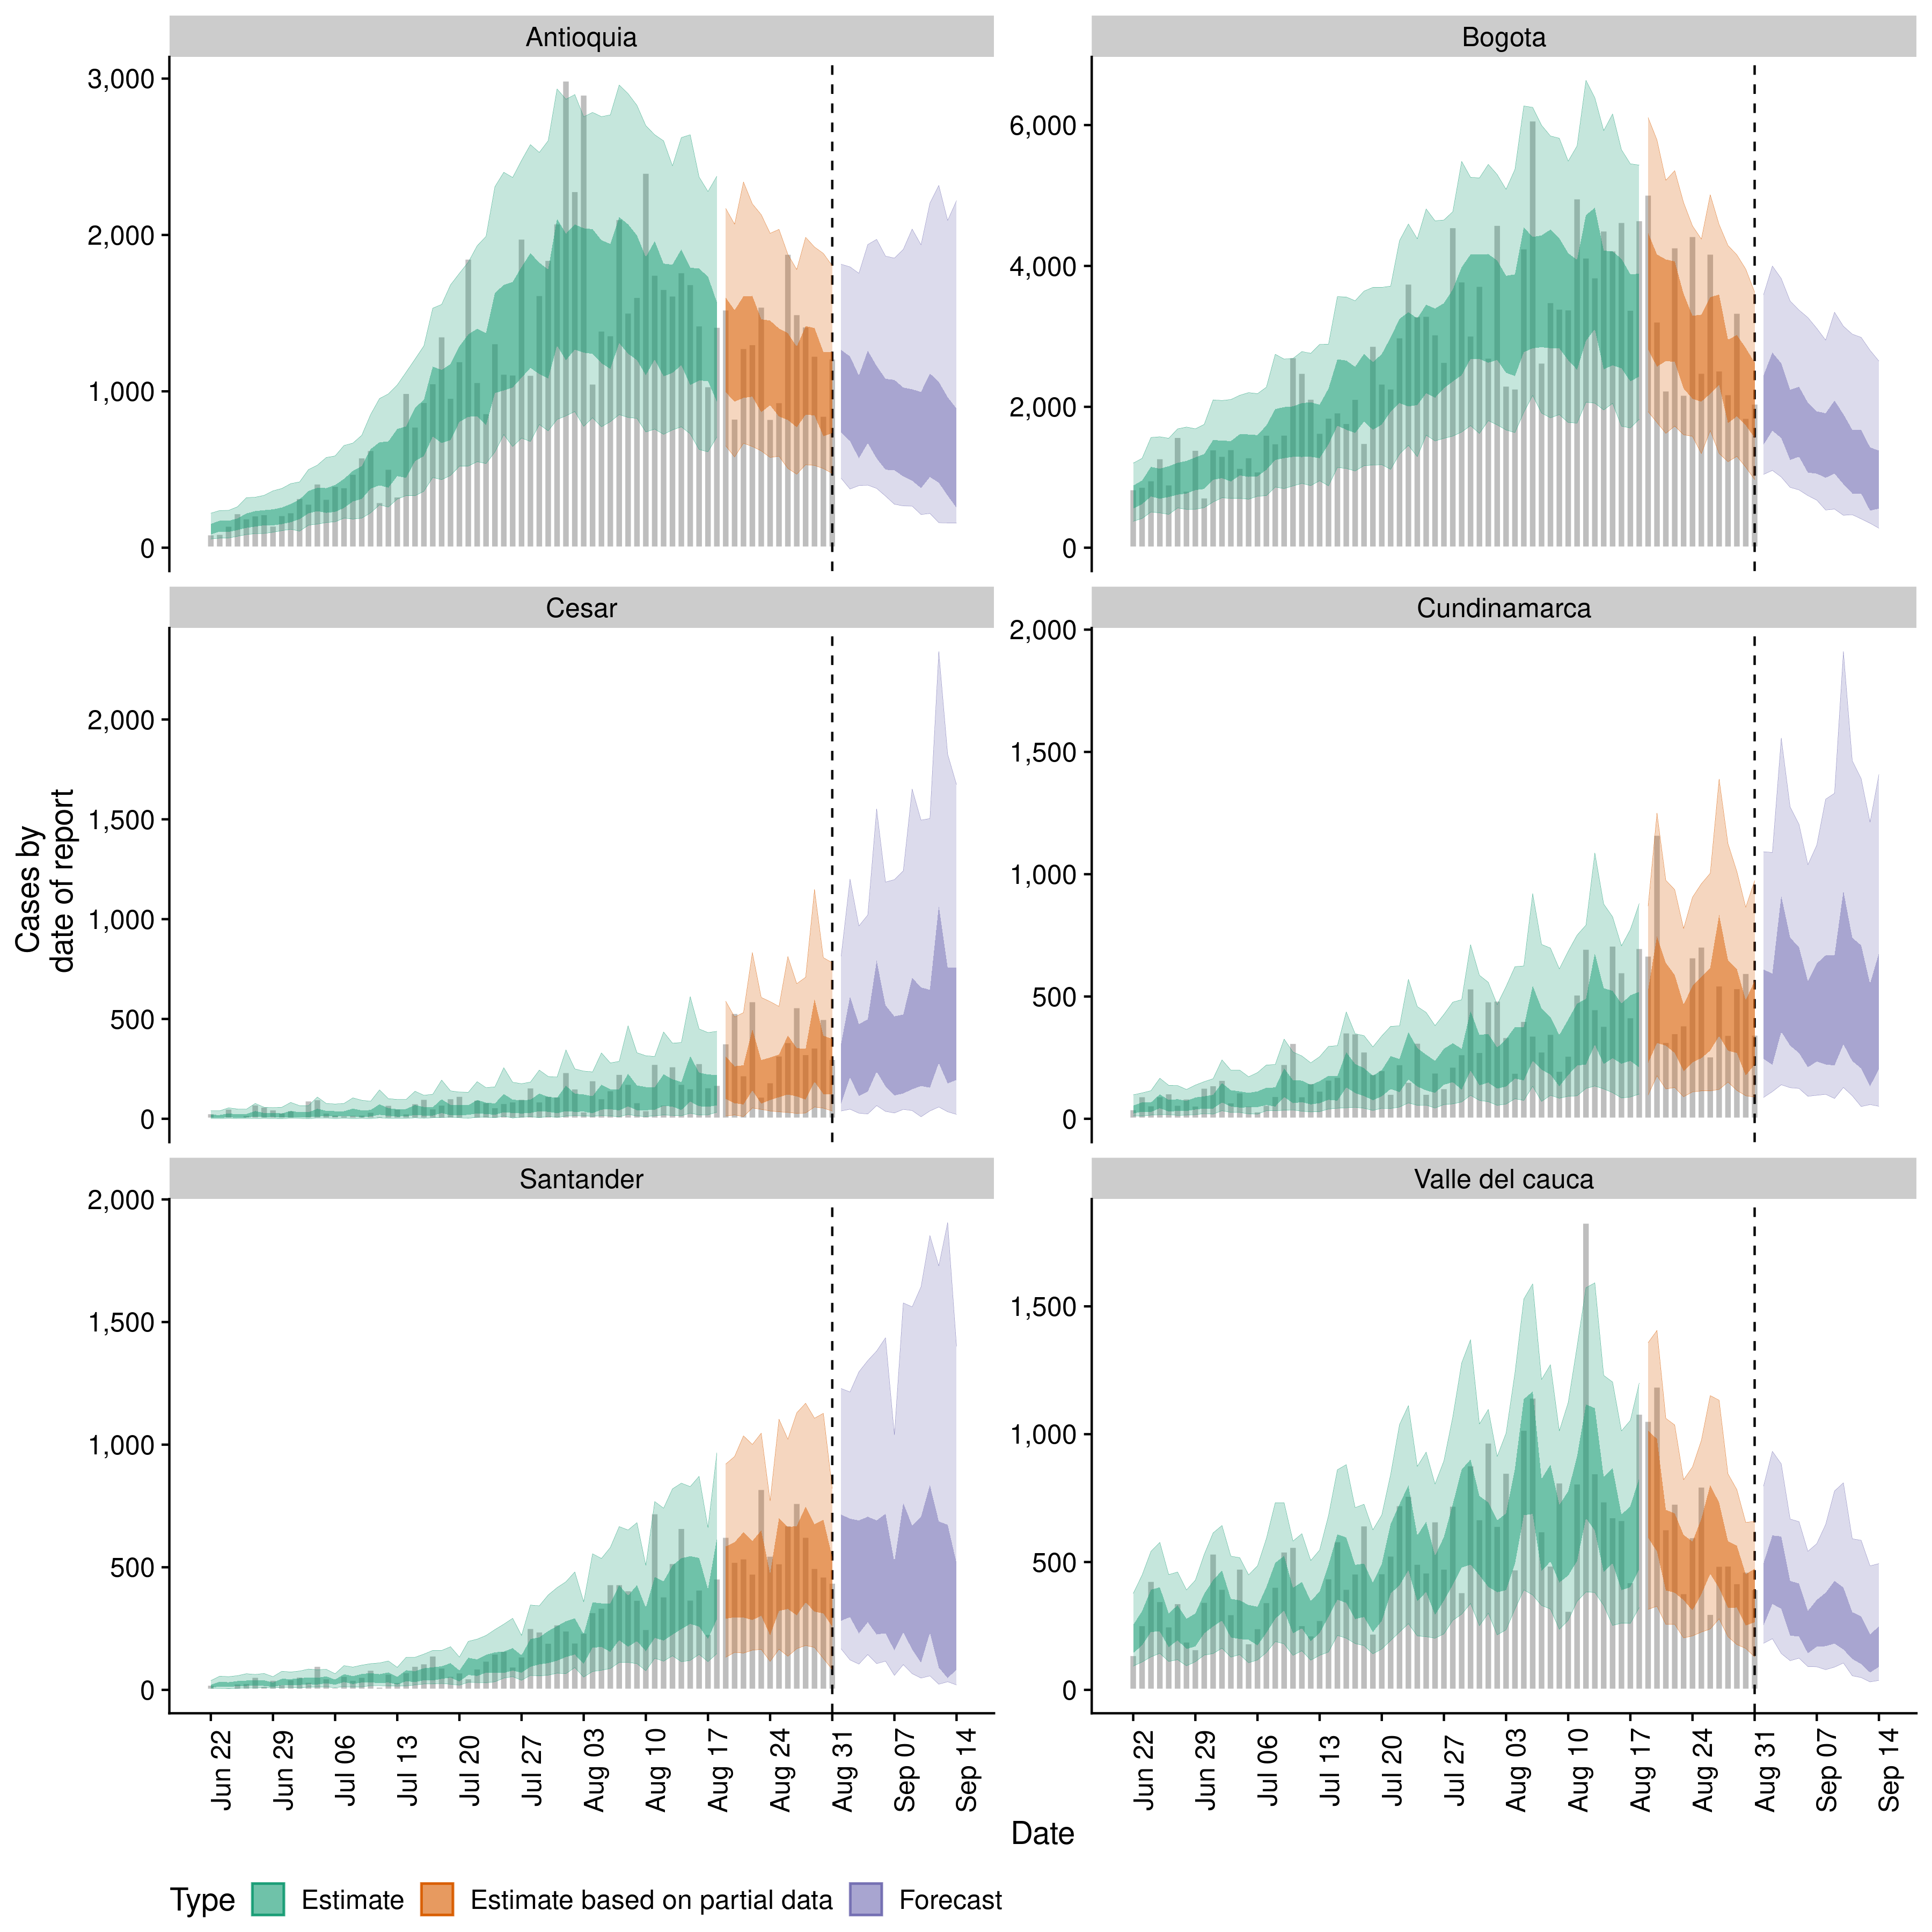 Antioquia
Bogota
3,000
2,000
1,000
0
6,000
4,000
2,000
0
Cesar
Cundinamarca
2,000
1,500
1,000
500
0
2,000
1,500
1,000
500
0
Santander
Valle del cauca
2,000
1,500
1,000
500
0
1,500
1,000
500
0
Cases by
date of report
Jun 22
Jun 29
Jul 06
Jul 13
Jul 20
Jul 27
Aug 03
Aug 10
Aug 17
Aug 24
Aug 31
Sep 07
Sep 14
Jun 22
Jun 29
Jul 06
Jul 13
Jul 20
Jul 27
Aug 03
Aug 10
Aug 17
Aug 24
Aug 31
Sep 07
Sep 14
Date
Type Estimate Estimate based on partial data Forecast